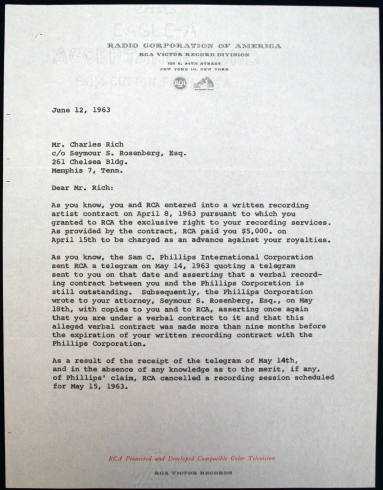 RADIO CORPORATION OF AMERICA
RCA VICTOR RECORD DIVISION
155 E. 24TH STREET
NEW YORK 10, NEW YORK
RCA
June 12, 1963
Mr. Charles Rich
c/o Seymour S. Rosenberg, Esq.
261 Chelsea Bldg.
Memphis 7, Tenn.
Dear Mr. Rich:
As you know, you and RCA entered into a written recording
artist contract on April 8, 1963 pursuant to which you
granted to RCA the exclusive right to your recording services.
As provided by the contract, RCA paid you $5,000. on
April 15th to be charged as an advance against your royalties.
As you know, the Sam C. Phillips International Corporation
sent RCA a telegram on May 14, 1963 quoting a telegram
sent to you on that date and asserting that a verbal record-
ing contract between you and the Phillips Corporation is
still outstanding. Subsequently, the Phillips Corporation
wrote to your attorney, Seymour S. Rosenberg, Esq., on May
18th, with copies to you and to RCA, asserting once again
that you are under a verbal contract to it and that this
alleged verbal contract was made more than nine months before
the expiration of your written recording contract with the
Phillips Corporation.
As a result of the receipt of the telegram of May 14th,
and in the absence of any knowledge as to the merit, if any,
of Phillips' claim, RCA cancelled a recording session scheduled
for May 15, 1963.
RCA Pioneered and Developed Compatible Color Television
RCA VICTOR RECORDS